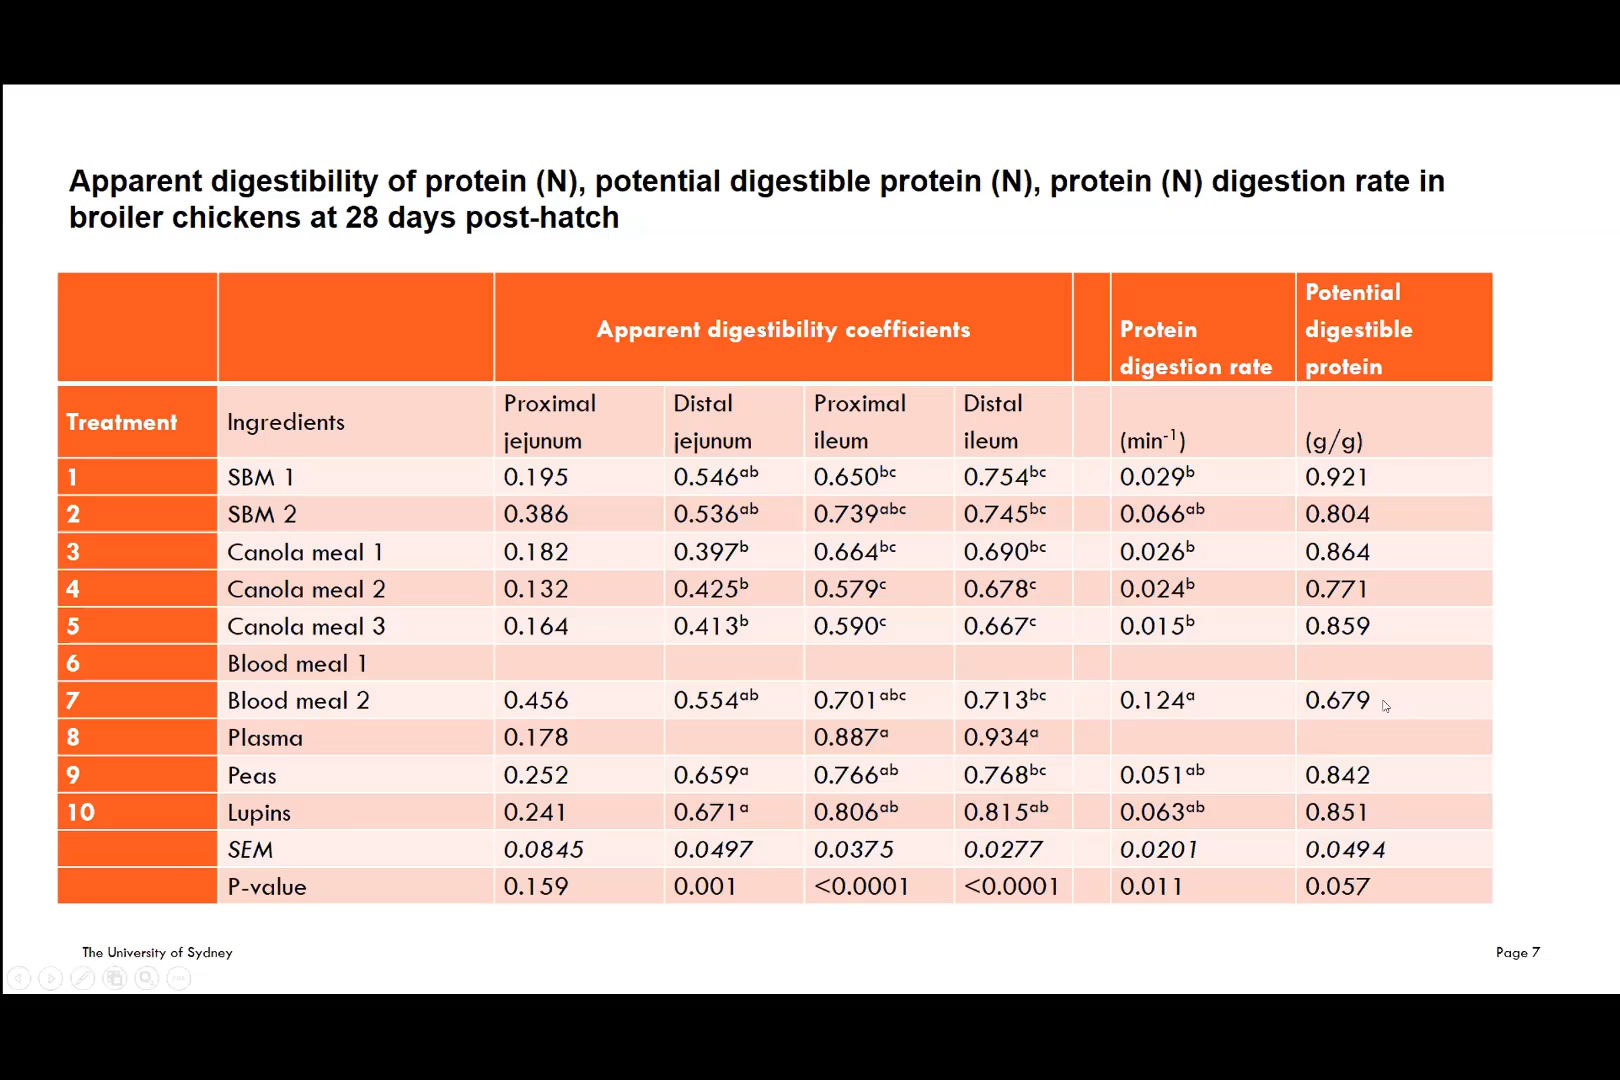 Apparent digestibility of protein (N), potential digestible protein (N), protein (N) digestion rate in
broiler chickens at 28 days post-hatch
Apparent digestibility coefficients
Protein
digestion rate
Potential
digestible
protein
Treatment Ingredients Proximal jejunum Distal jejunum Proximal ileum Distal ileum (min⁻¹) (g/g)
1 SBM 1 0.195 0.546ᵃᵇ 0.650ᵇᶜ 0.754ᵇᶜ 0.029ᵇ 0.921
2 SBM 2 0.386 0.536ᵃᵇ 0.739ᵃᵇᶜ 0.745ᵇᶜ 0.066ᵃᵇ 0.804
3 Canola meal 1 0.182 0.397ᵇ 0.664ᵇᶜ 0.690ᵇᶜ 0.026ᵇ 0.864
4 Canola meal 2 0.132 0.425ᵇ 0.579ᶜ 0.678ᶜ 0.024ᵇ 0.771
5 Canola meal 3 0.164 0.413ᵇ 0.590ᶜ 0.667ᶜ 0.015ᵇ 0.859
6 Blood meal 1
7 Blood meal 2 0.456 0.554ᵃᵇ 0.701ᵃᵇᶜ 0.713ᵇᶜ 0.124ᵃ 0.679
8 Plasma 0.178 0.887ᵃ 0.934ᵃ
9 Peas 0.252 0.659ᵃ 0.766ᵃᵇ 0.768ᵇᶜ 0.051ᵃᵇ 0.842
10 Lupins 0.241 0.671ᵃ 0.806ᵃᵇ 0.815ᵃᵇ 0.063ᵃᵇ 0.851
SEM 0.0845 0.0497 0.0375 0.0277 0.0201 0.0494
P-value 0.159 0.001 <0.0001 <0.0001 0.011 0.057
The University of Sydney
Page 7